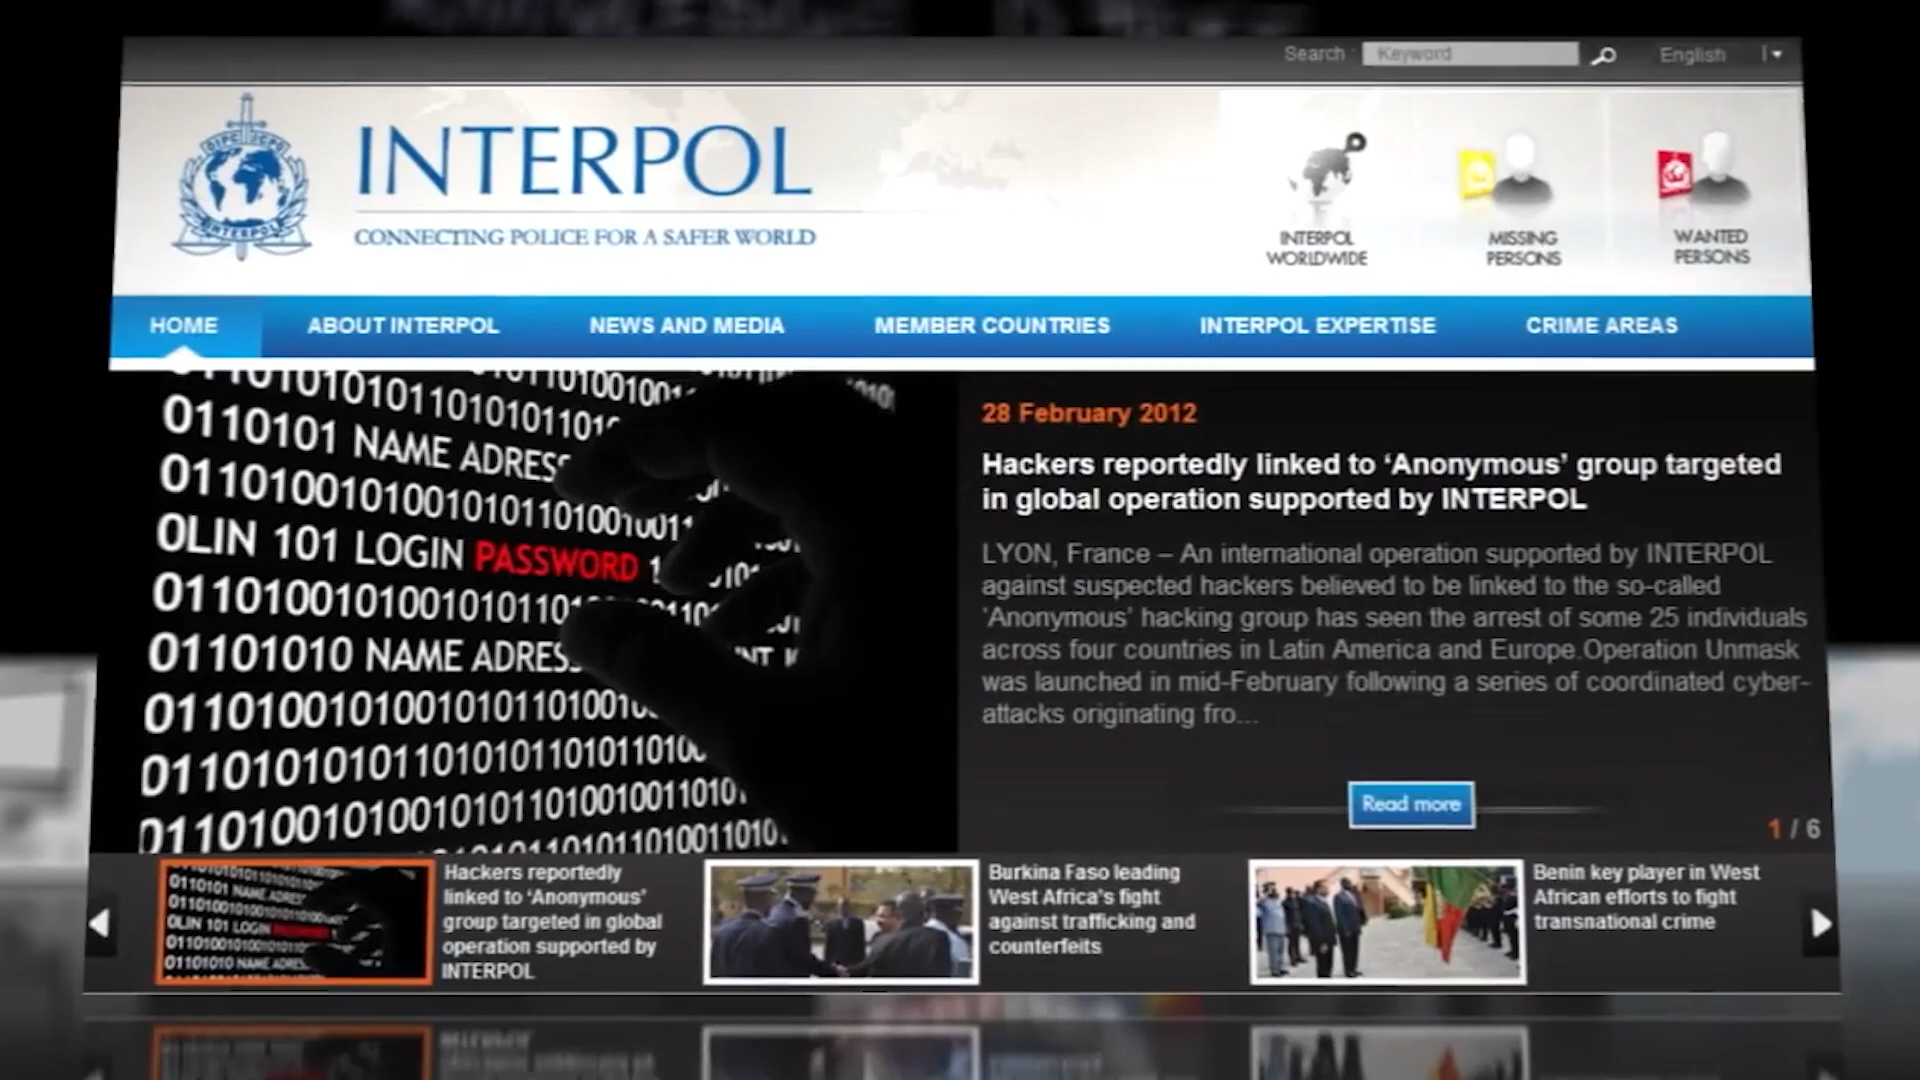 Search
Keyword
English
OIPC ICPO
INTERPOL
INTERPOL
CONNECTING POLICE FOR A SAFER WORLD
INTERPOL
WORLDWIDE
MISSING
PERSONS
WANTED
PERSONS
HOME
ABOUT INTERPOL
NEWS AND MEDIA
MEMBER COUNTRIES
INTERPOL EXPERTISE
CRIME AREAS
0110101 NAME ADRESS
OLIN 101 LOGIN PASSWORD 1
01101010 NAME ADRESS
28 February 2012
Hackers reportedly linked to ‘Anonymous’ group targeted
in global operation supported by INTERPOL
LYON, France – An international operation supported by INTERPOL
against suspected hackers believed to be linked to the so-called
‘Anonymous’ hacking group has seen the arrest of some 25 individuals
across four countries in Latin America and Europe.Operation Unmask
was launched in mid-February following a series of coordinated cyber-
attacks originating fro...
Read more
1 / 6
Hackers reportedly
linked to ‘Anonymous’
group targeted in global
operation supported by
INTERPOL
Burkina Faso leading
West Africa's fight
against trafficking and
counterfeits
Benin key player in West
African efforts to fight
transnational crime